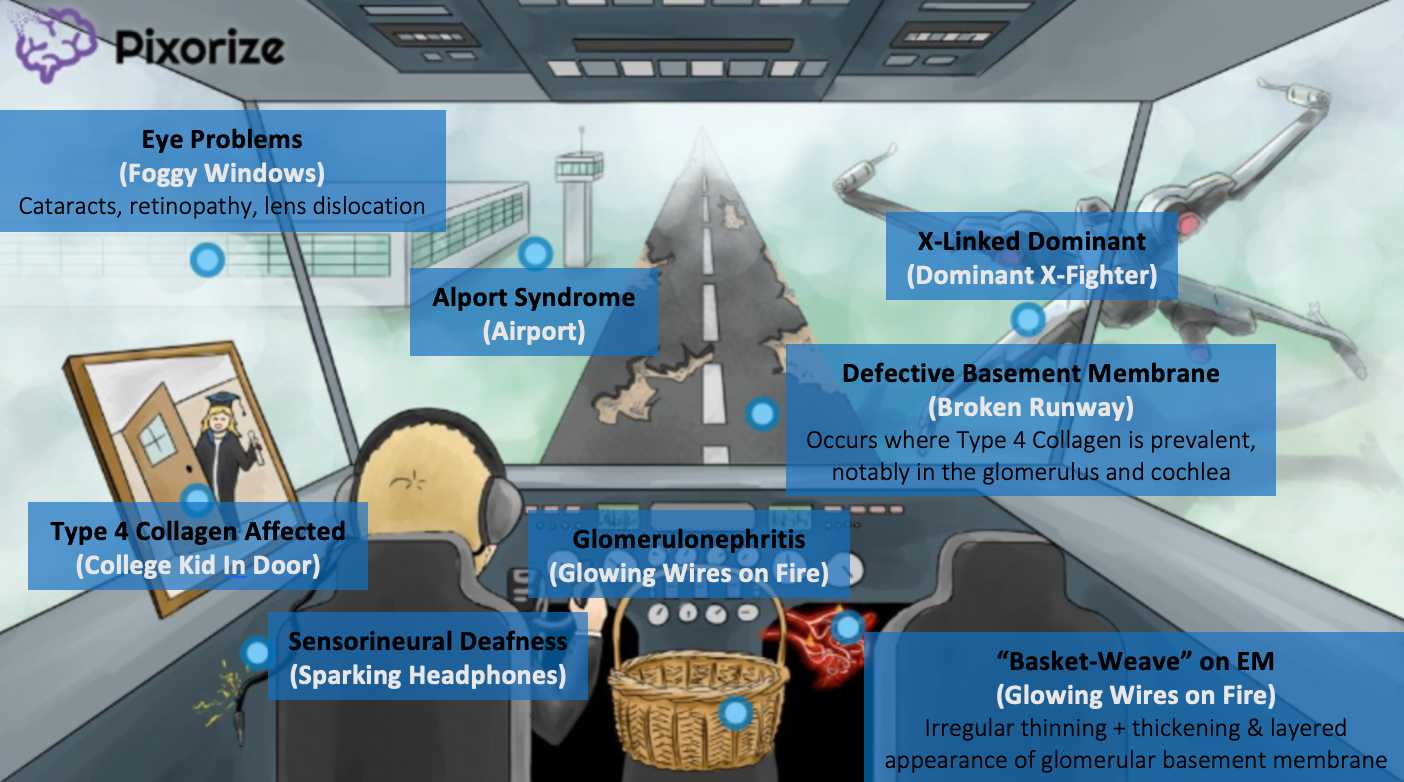 Pixorize
Eye Problems
(Foggy Windows)
Cataracts, retinopathy, lens dislocation
Alport Syndrome
(Airport)
X-Linked Dominant
(Dominant X-Fighter)
Defective Basement Membrane
(Broken Runway)
Occurs where Type 4 Collagen is prevalent,
notably in the glomerulus and cochlea
Type 4 Collagen Affected
(College Kid In Door)
Glomerulonephritis
(Glowing Wires on Fire)
Sensorineural Deafness
(Sparking Headphones)
“Basket-Weave” on EM
(Glowing Wires on Fire)
Irregular thinning + thickening & layered
appearance of glomerular basement membrane